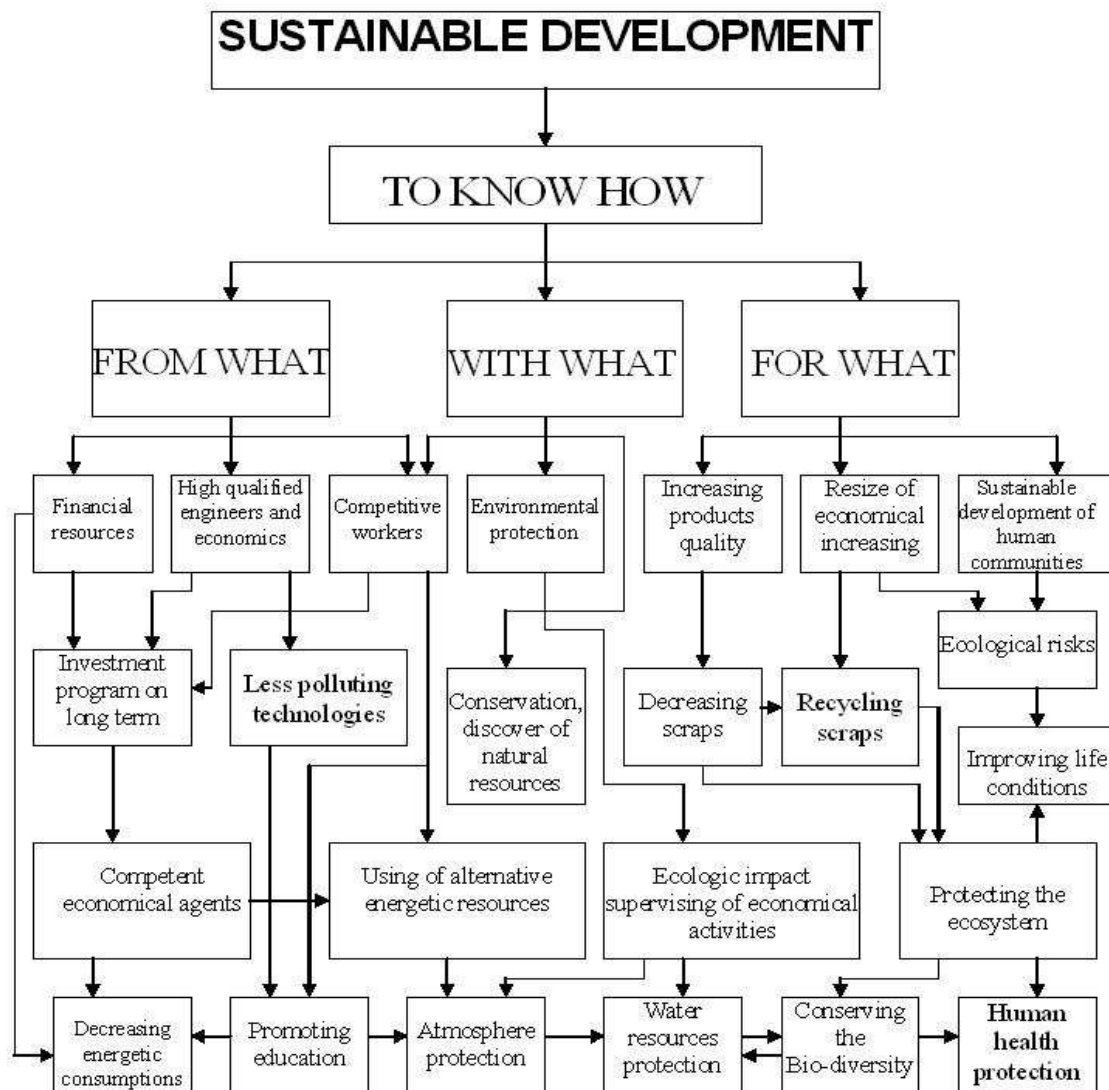 SUSTAINABLE DEVELOPMENT
TO KNOW HOW
FROM WHAT
WITH WHAT
FOR WHAT
Financial
resources
High qualified
engineers and
economics
Competitive
workers
Environmental
protection
Increasing
products
quality
Resize of
economical
increasing
Sustainable
development of
human
communities
Ecological risks
Investment
program on
long term
Less polluting
technologies
Conservation,
discover of
natural
resources
Decreasing
scraps
Recycling
scraps
Improving life
conditions
Competent
economical agents
Using of alternative
energetic resources
Ecologic impact
supervising of economical
activities
Protecting the
ecosystem
Decreasing
energetic
consumptions
Promoting
education
Atmosphere
protection
Water
resources
protection
Conserving
the
Bio-diversity
Human
health
protection